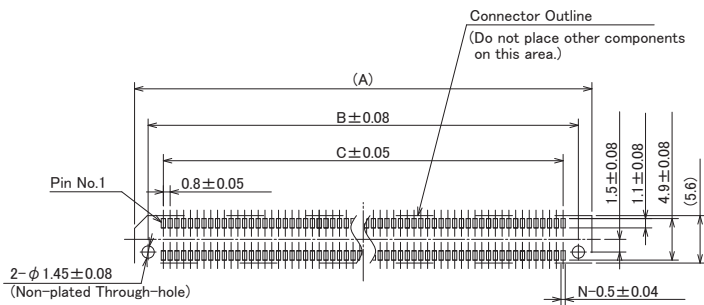 Connector Outline
(Do not place other components
on this area.)
(A)
B±0.08
C±0.05
Pin No.1
0.8±0.05
1.5±0.08
1.1±0.08
4.9±0.08
(5.6)
2-φ1.45±0.08
(Non-plated Through-hole)
N-0.5±0.04